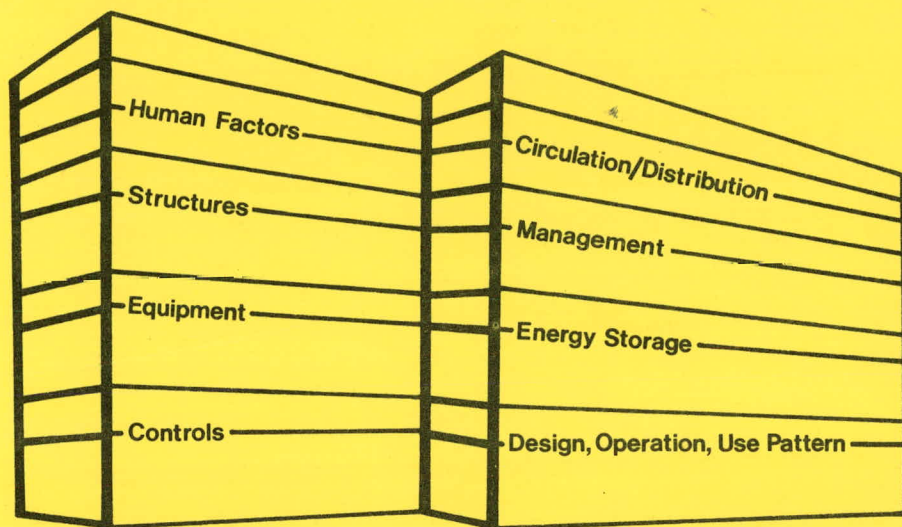 Human Factors
Structures
Equipment
Controls
Circulation/Distribution
Management
Energy Storage
Design, Operation, Use Pattern